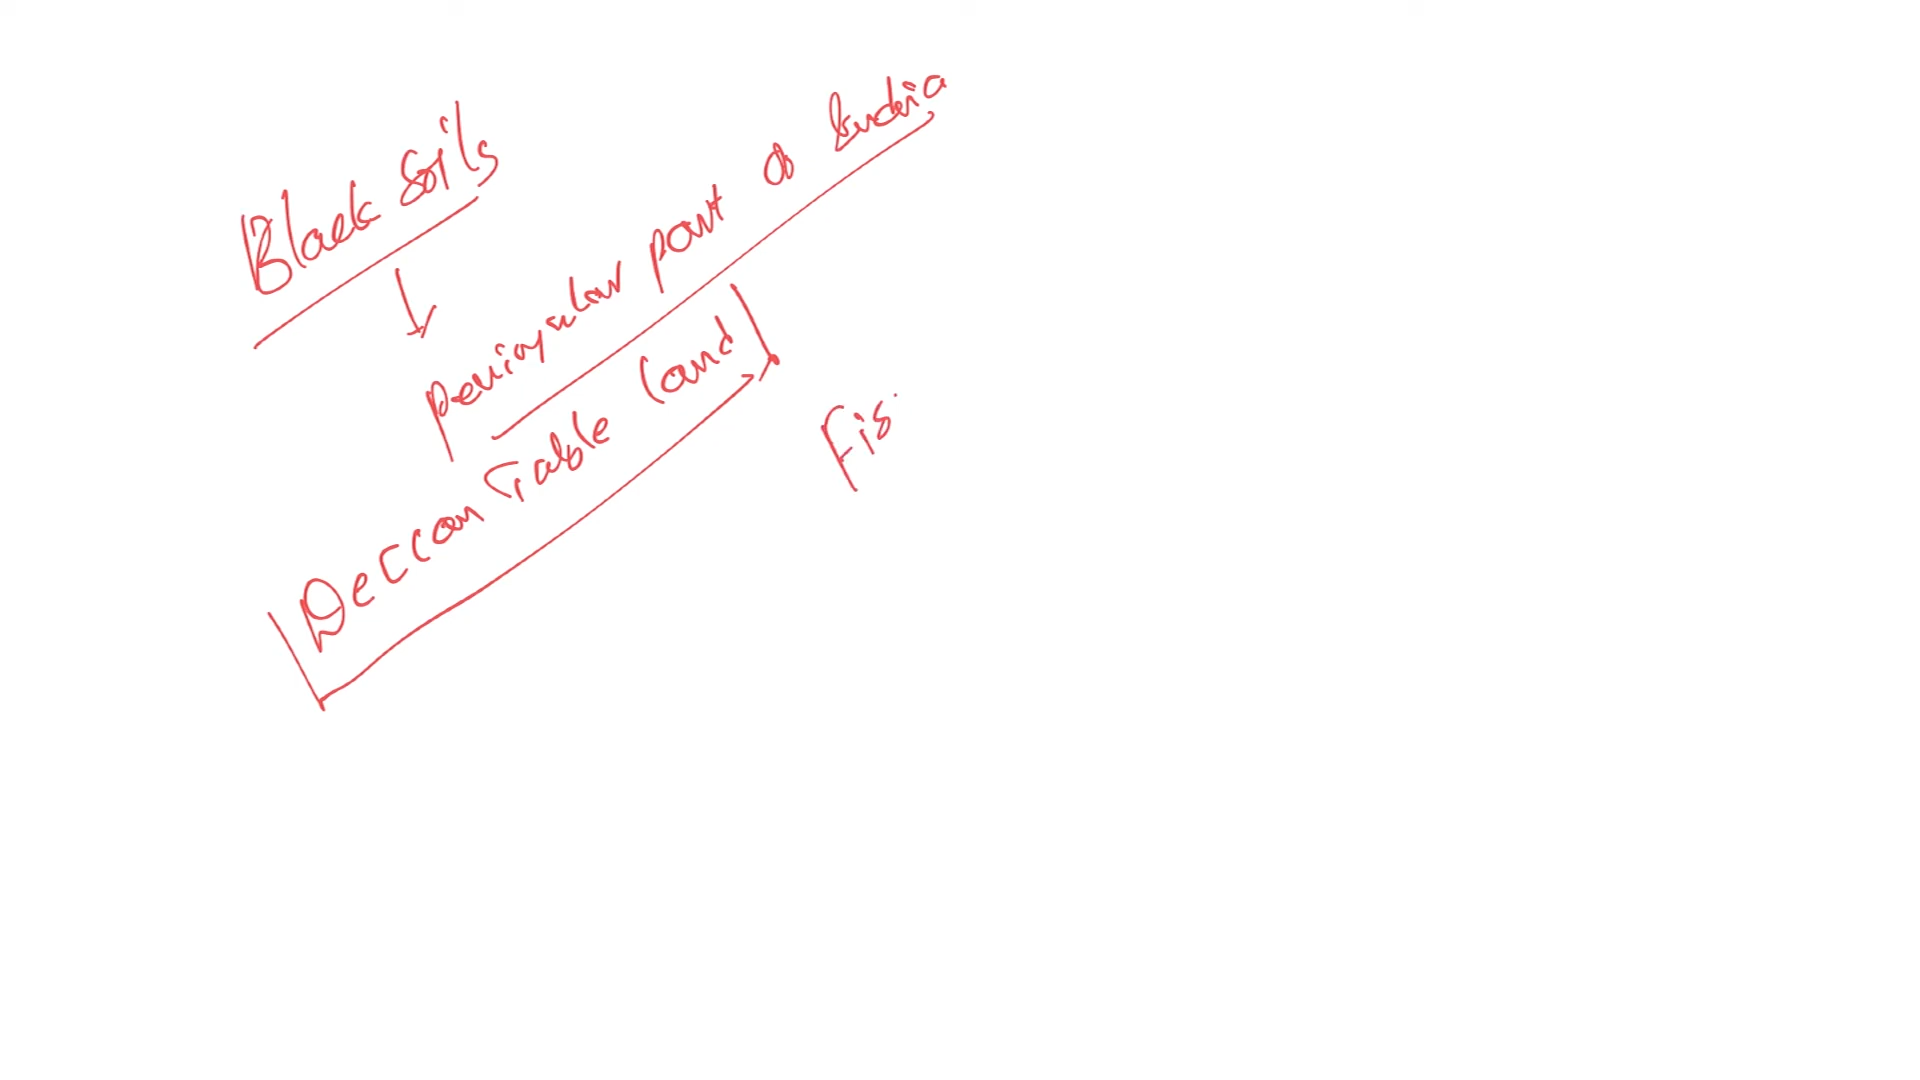 Black Soils
peninsular part of India
Deccan Table land
Fis